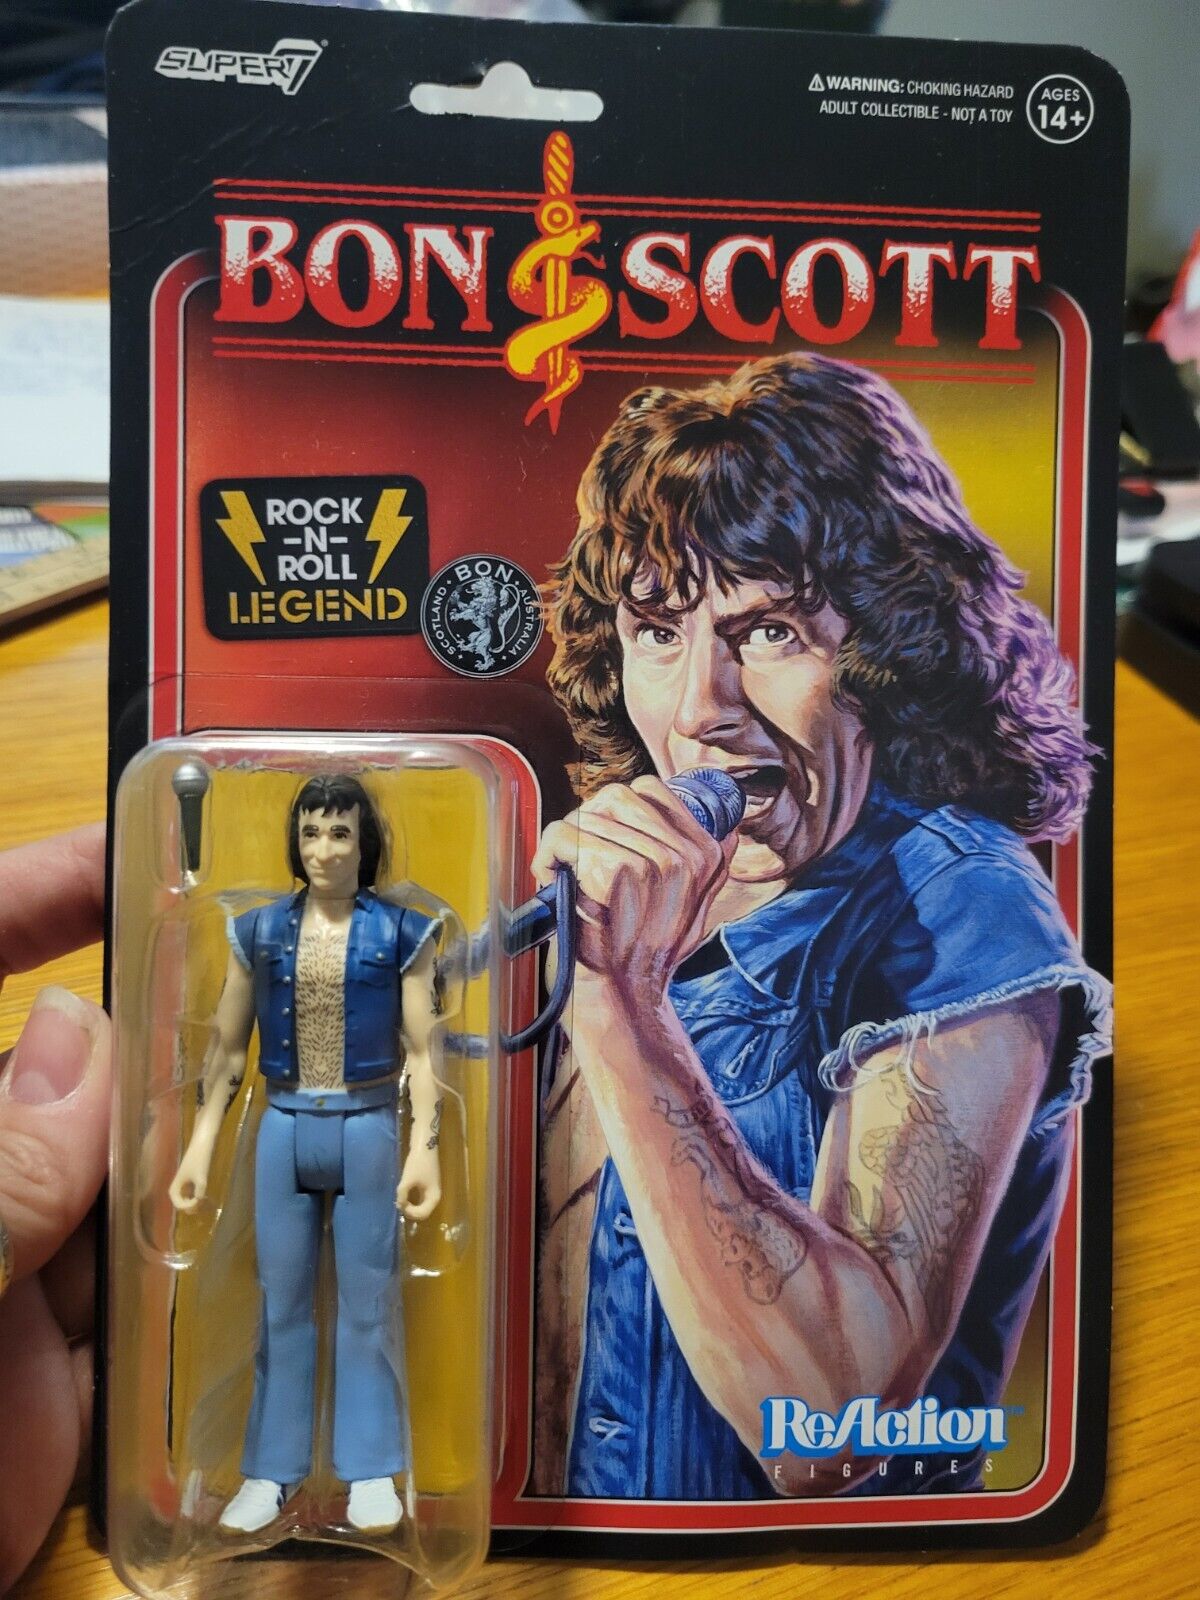 SUPER7
⚠WARNING: CHOKING HAZARD
ADULT COLLECTIBLE - NOT A TOY
AGES
14+
BON SCOTT
ROCK
-N-
ROLL
LEGEND
BON · AUSTRALIA · SCOTLAND ·
ReAction™
FIGURES